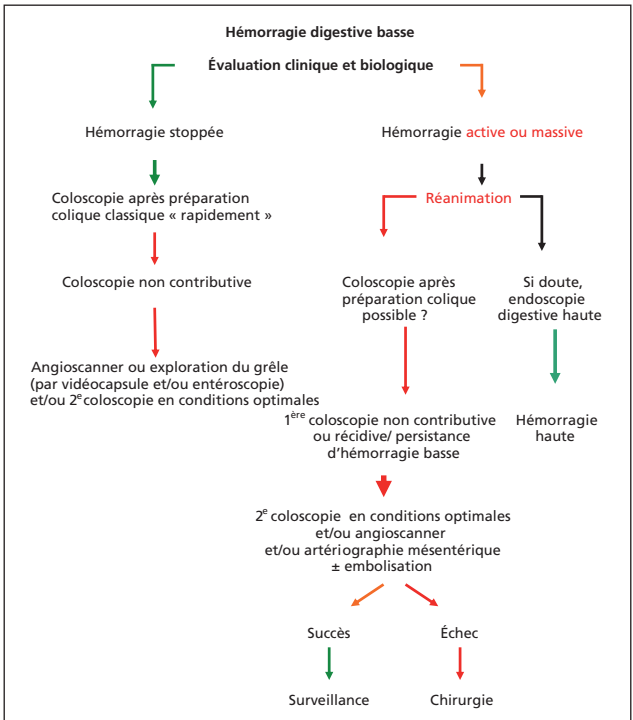 Hémorragie digestive basse
Évaluation clinique et biologique
Hémorragie stoppée
Hémorragie active ou massive
Coloscopie après préparation
colique classique « rapidement »
Réanimation
Coloscopie non contributive
Coloscopie après
préparation colique
possible ?
Si doute,
endoscopie
digestive haute
Angioscanner ou exploration du grêle
(par vidéocapsule et/ou entéroscopie)
et/ou 2e coloscopie en conditions optimales
1ère coloscopie non contributive
ou récidive/ persistance
d’hémorragie basse
Hémorragie
haute
2e coloscopie en conditions optimales
et/ou angioscanner
et/ou artériographie mésentérique
± embolisation
Succès
Échec
Surveillance
Chirurgie